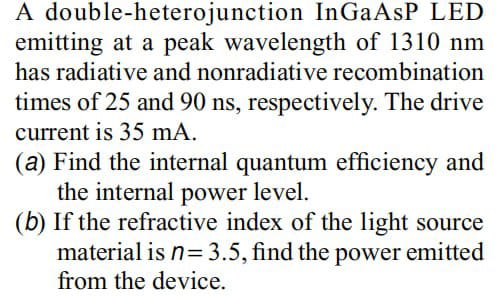 A double-heterojunction InGaAsP LED
emitting at a peak wavelength of 1310 nm
has radiative and nonradiative recombination
times of 25 and 90 ns, respectively. The drive
current is 35 mA.
(a) Find the internal quantum efficiency and
the internal power level.
(b) If the refractive index of the light source
material is n= 3.5, find the power emitted
from the device.